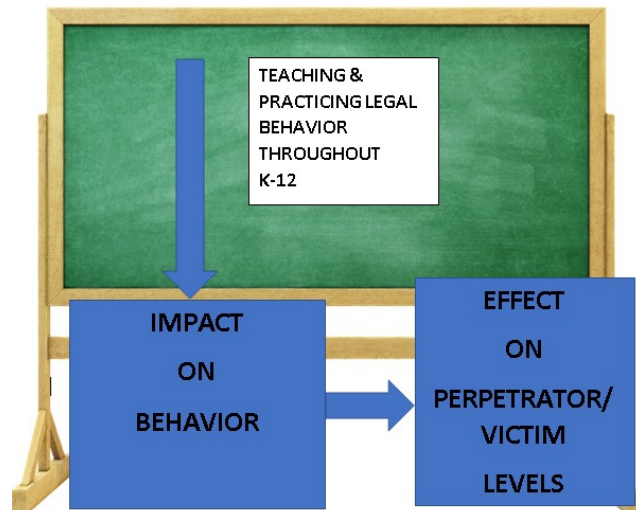 TEACHING &
PRACTICING LEGAL
BEHAVIOR
THROUGHOUT
K-12
IMPACT
ON
BEHAVIOR
EFFECT
ON
PERPETRATOR/
VICTIM
LEVELS